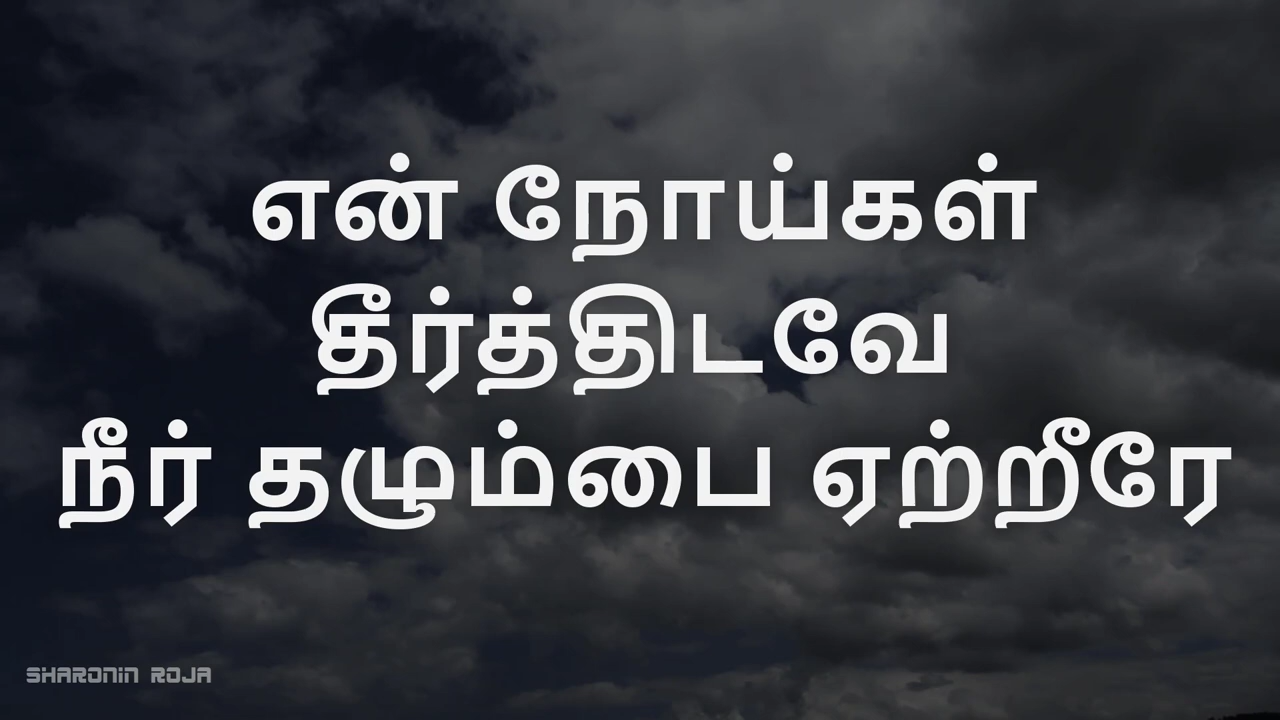 என் நோய்கள்
தீர்த்திடவே
நீர் தழும்பை ஏற்றீரே
SHARONIN ROJA